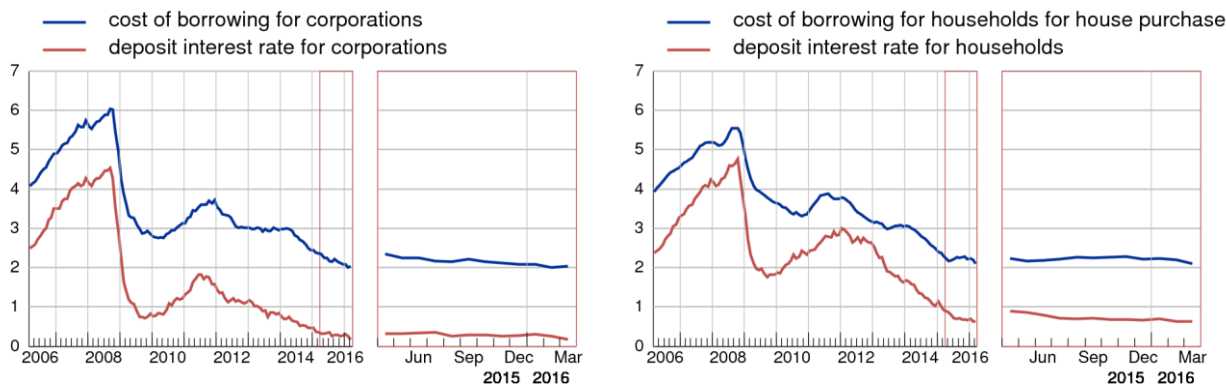 cost of borrowing for corporations
deposit interest rate for corporations
7
6
5
4
3
2
1
0
2006 2008 2010 2012 2014 2016
Jun Sep Dec Mar
2015 2016
cost of borrowing for households for house purchase
deposit interest rate for households
7
6
5
4
3
2
1
0
2006 2008 2010 2012 2014 2016
Jun Sep Dec Mar
2015 2016